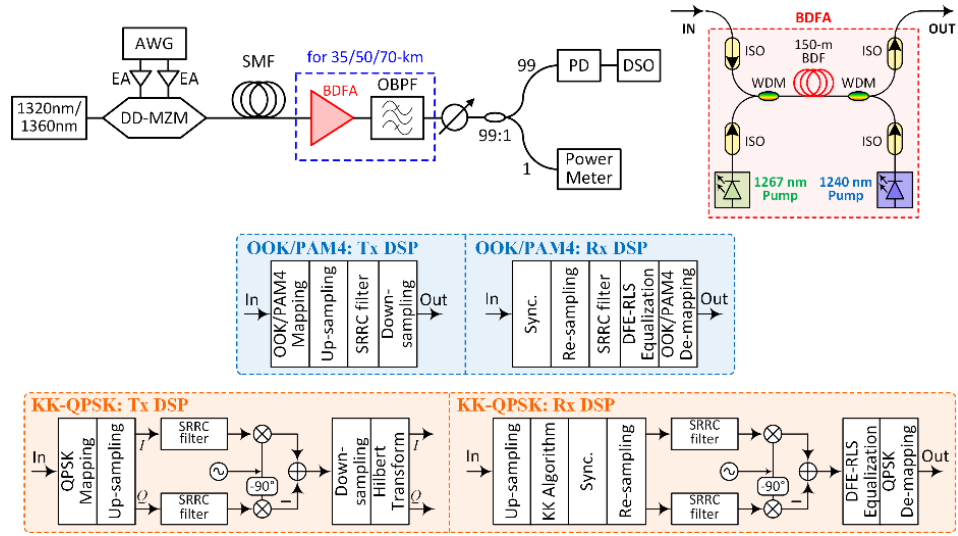 AWG
EA
EA
1320nm/
1360nm
DD-MZM
SMF
for 35/50/70-km
BDFA
OBPF
99:1
99
1
PD
DSO
Power
Meter
IN
OUT
BDFA
ISO
150-m
BDF
ISO
WDM
WDM
ISO
ISO
1267 nm
Pump
1240 nm
Pump
OOK/PAM4: Tx DSP
In
OOK/PAM4
Mapping
Up-sampling
SRRC filter
Down-
sampling
Out
OOK/PAM4: Rx DSP
In
Sync.
Re-sampling
SRRC filter
DFE-RLS
Equalization
OOK/PAM4
De-mapping
Out
KK-QPSK: Tx DSP
In
QPSK
Mapping
Up-sampling
I
Q
SRRC
filter
SRRC
filter
-90°
−
Down-
sampling
Hilbert
Transform
I
Q
KK-QPSK: Rx DSP
In
Up-sampling
KK Algorithm
Sync.
Re-sampling
SRRC
filter
SRRC
filter
-90°
−
DFE-RLS
Equalization
QPSK
De-mapping
Out